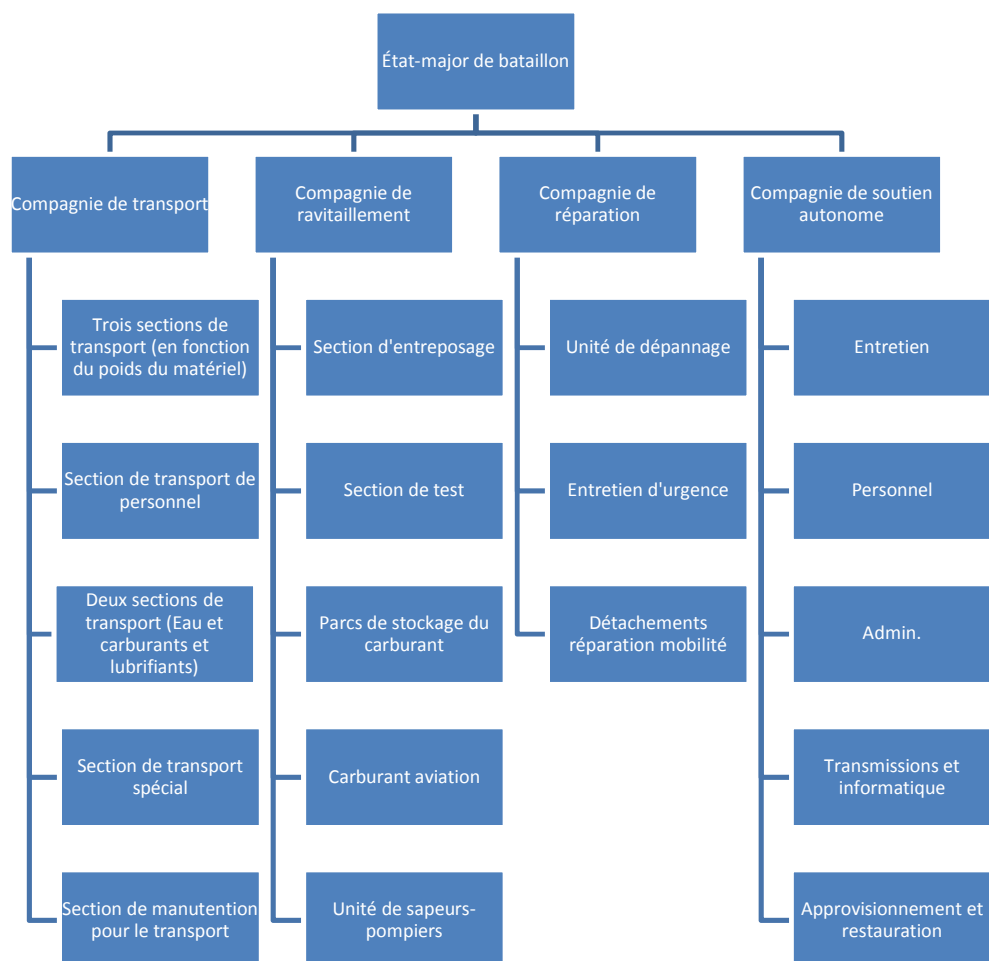 État-major de bataillon
Compagnie de transport
Compagnie de
ravitaillement
Compagnie de
réparation
Compagnie de soutien
autonome
Trois sections de
transport (en fonction
du poids du matériel)
Section d'entreposage
Unité de dépannage
Entretien
Section de transport de
personnel
Section de test
Entretien d'urgence
Personnel
Deux sections de
transport (Eau et
carburants et
lubrifiants)
Parcs de stockage du
carburant
Détachements
réparation mobilité
Admin.
Section de transport
spécial
Carburant aviation
Transmissions et
informatique
Section de manutention
pour le transport
Unité de sapeurs-
pompiers
Approvisionnement et
restauration